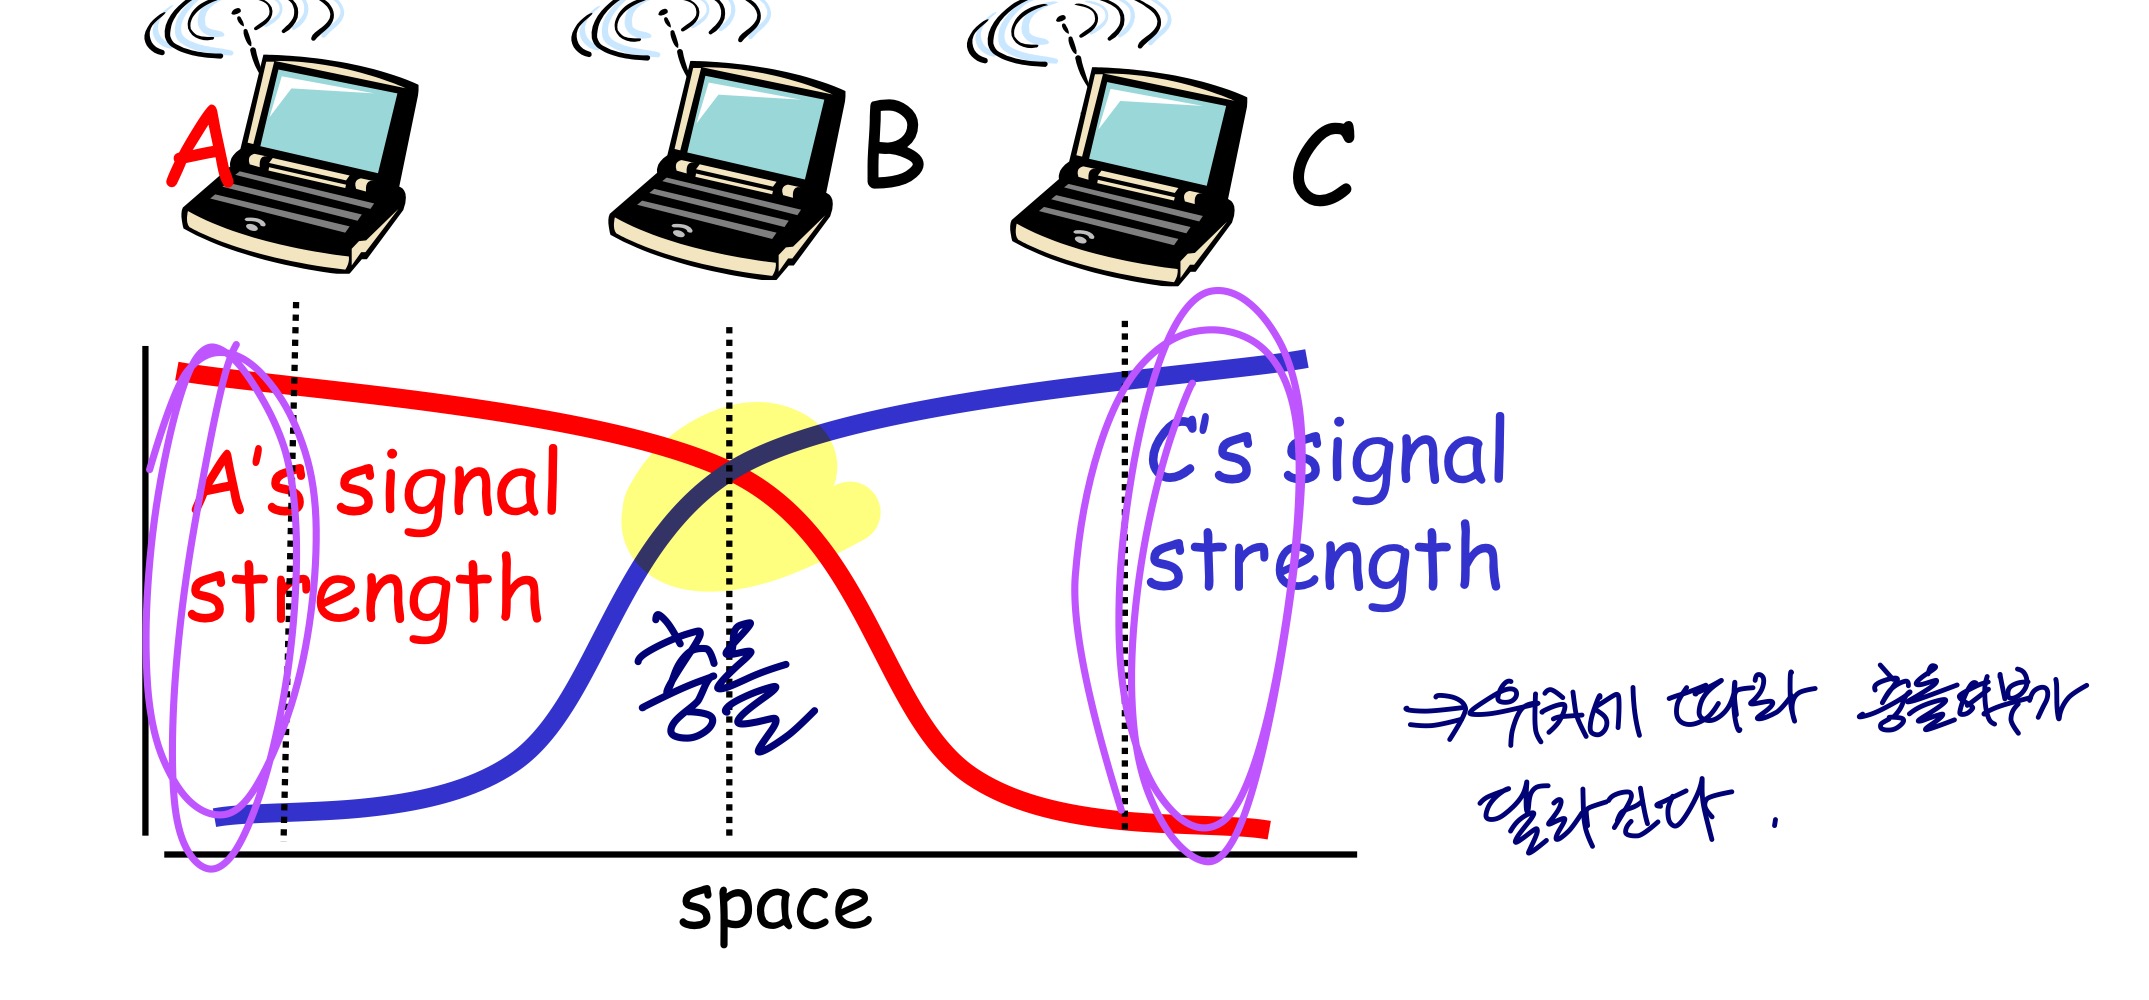 A
B
C
A's signal
strength
C's signal
strength
충돌
⇒ 위치에 따라 충돌여부가
달라진다.
space